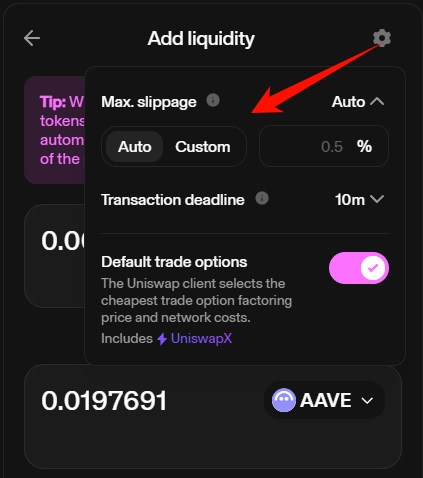 Add liquidity
Tip: W
tokens
autom
of the
Max. slippage Auto
Auto Custom 0.5 %
Transaction deadline 10m
Default trade options
The Uniswap client selects the
cheapest trade option factoring
price and network costs.
Includes UniswapX
0.0197691 AAVE